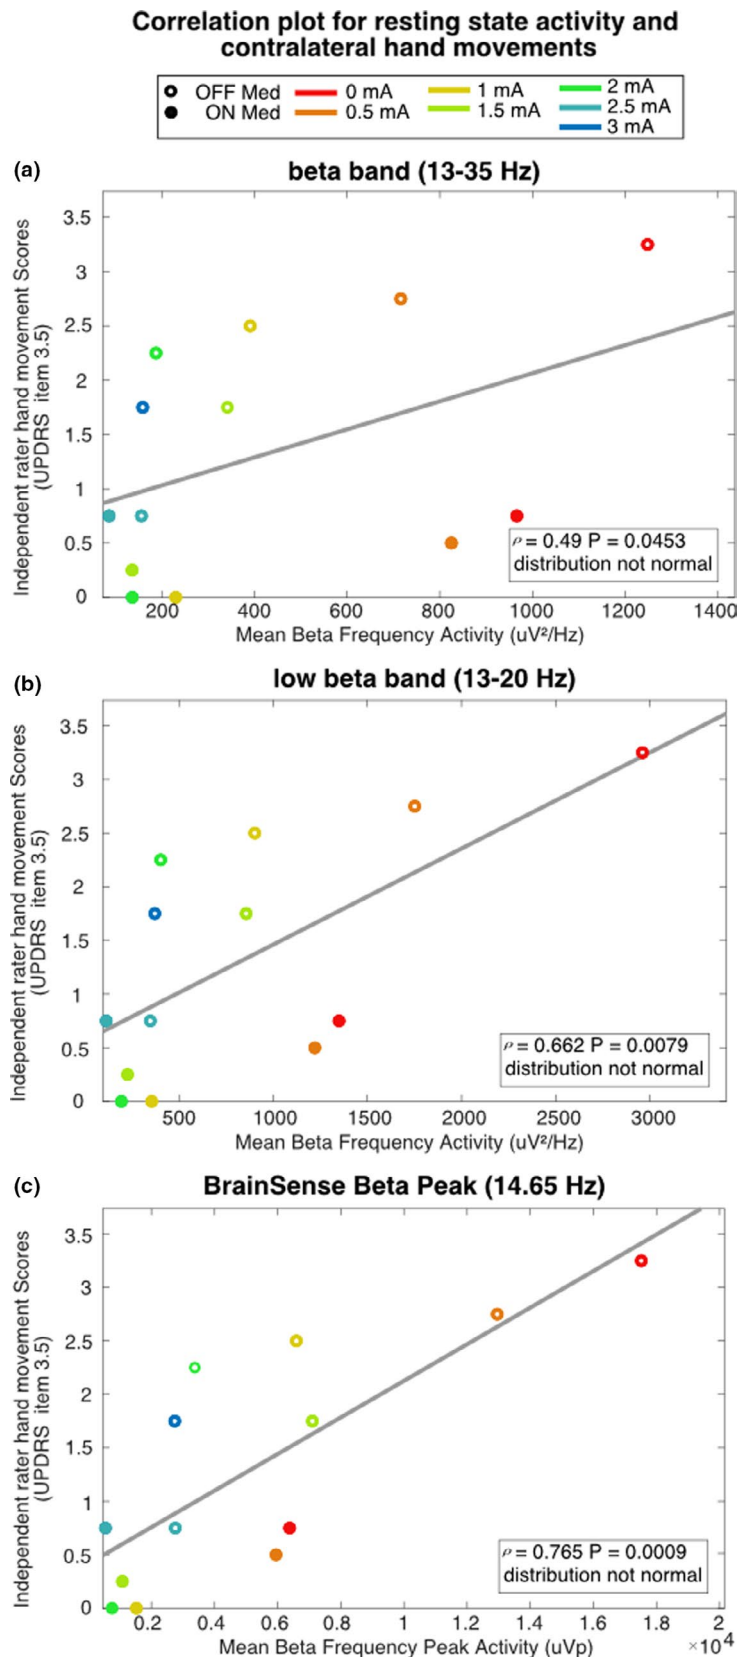 Correlation plot for resting state activity and
contralateral hand movements
OFF Med 0 mA 1 mA 2 mA
ON Med 0.5 mA 1.5 mA 2.5 mA
3 mA
(a) beta band (13-35 Hz)
Independent rater hand movement Scores
(UPDRS item 3.5)
3.5
3
2.5
2
1.5
1
0.5
0
ρ = 0.49 P = 0.0453
distribution not normal
200 400 600 800 1000 1200 1400
Mean Beta Frequency Activity (uV²/Hz)
(b) low beta band (13-20 Hz)
Independent rater hand movement Scores
(UPDRS item 3.5)
3.5
3
2.5
2
1.5
1
0.5
0
ρ = 0.662 P = 0.0079
distribution not normal
500 1000 1500 2000 2500 3000
Mean Beta Frequency Activity (uV²/Hz)
(c) BrainSense Beta Peak (14.65 Hz)
Independent rater hand movement Scores
(UPDRS item 3.5)
3.5
3
2.5
2
1.5
1
0.5
0
ρ = 0.765 P = 0.0009
distribution not normal
0.2 0.4 0.6 0.8 1 1.2 1.4 1.6 1.8 2
Mean Beta Frequency Peak Activity (uVp) ×10⁴